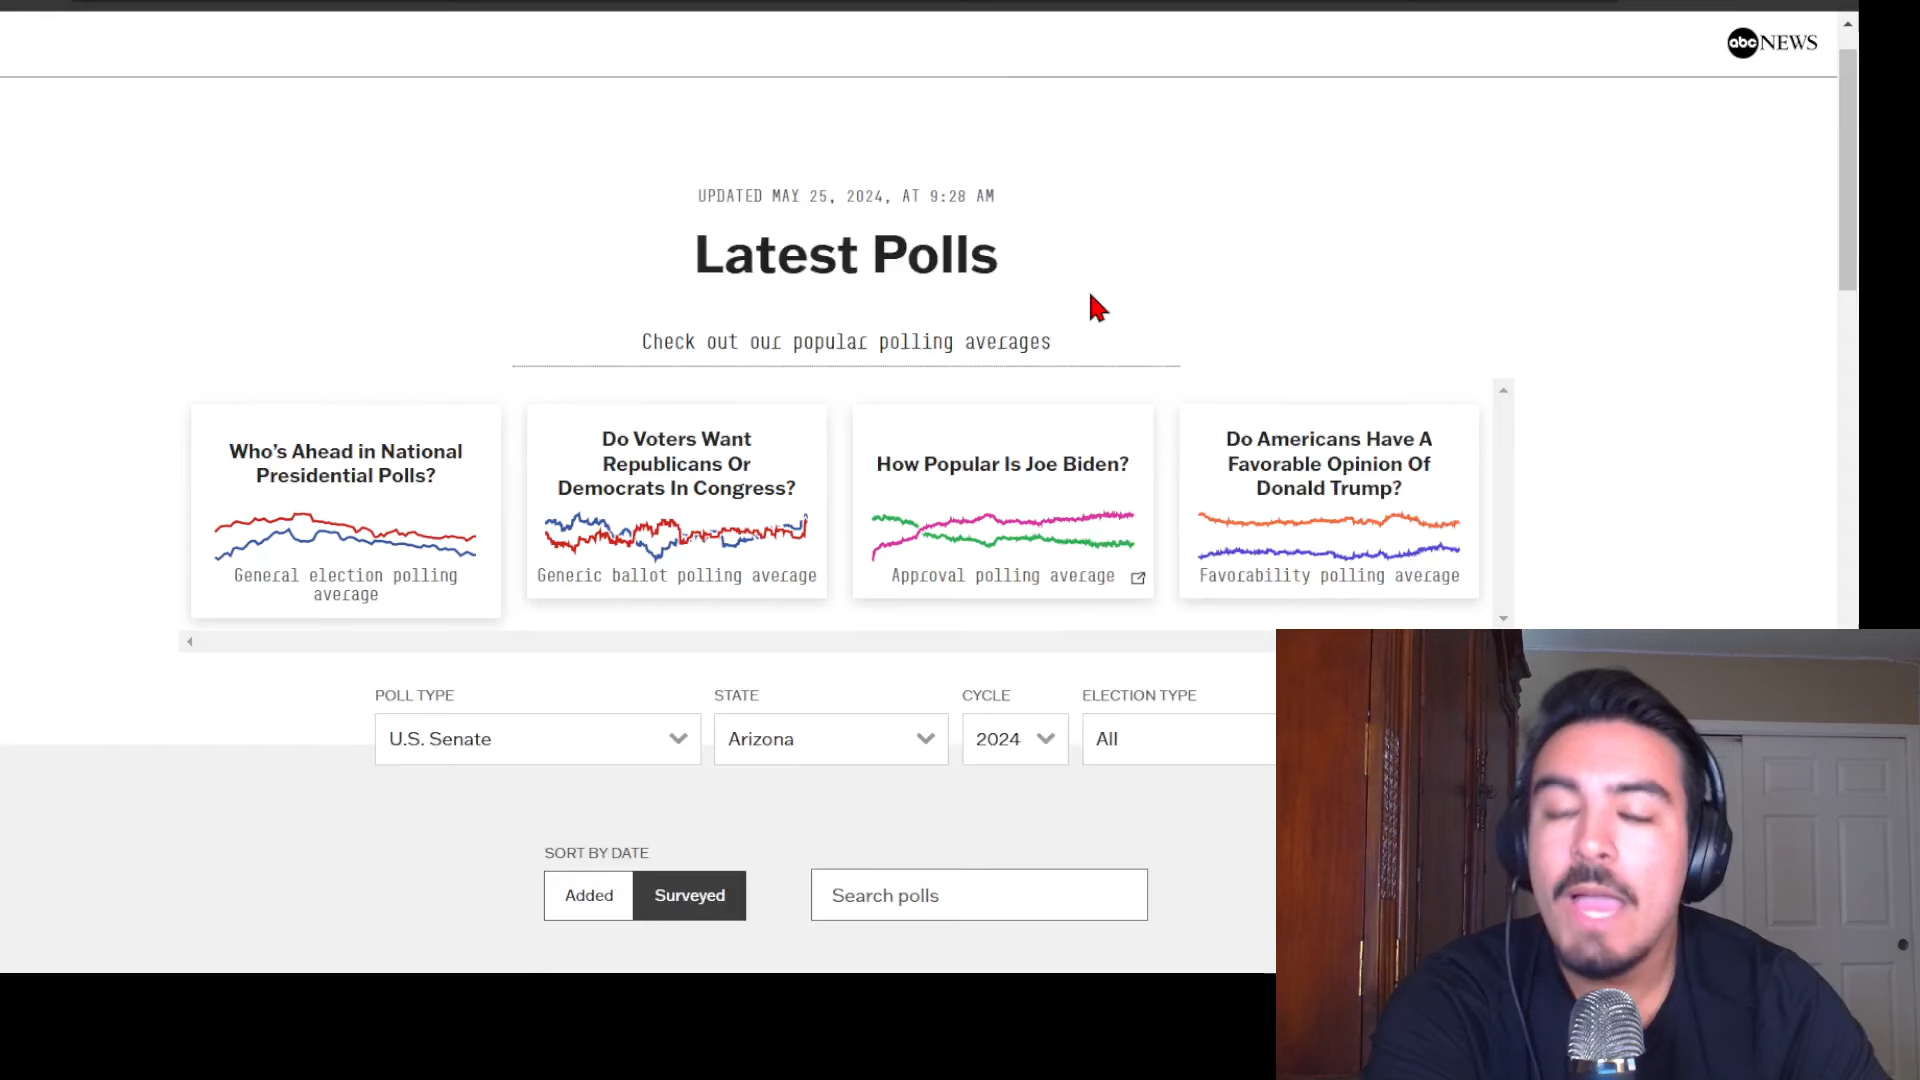 abc NEWS
UPDATED MAY 25, 2024, AT 9:28 AM
Latest Polls
Check out our popular polling averages
Who's Ahead in National
Presidential Polls?
General election polling
average
Do Voters Want
Republicans Or
Democrats In Congress?
Generic ballot polling average
How Popular Is Joe Biden?
Approval polling average
Do Americans Have A
Favorable Opinion Of
Donald Trump?
Favorability polling average
POLL TYPE
U.S. Senate
STATE
Arizona
CYCLE
2024
ELECTION TYPE
All
SORT BY DATE
Added
Surveyed
Search polls